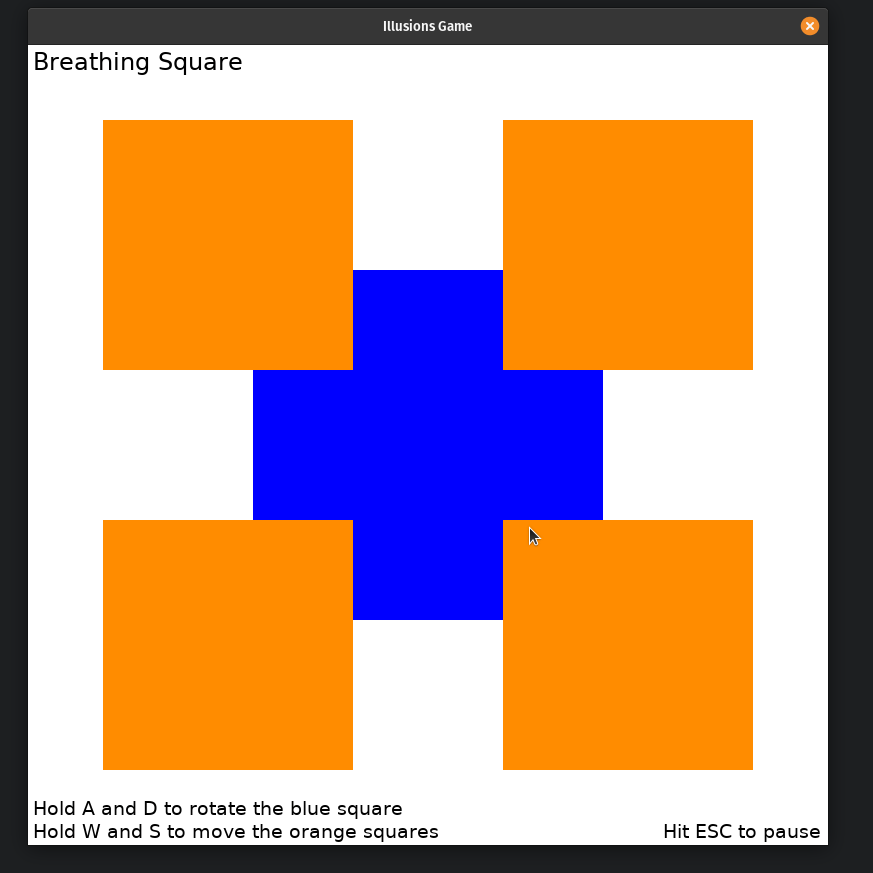 Illusions Game
Breathing Square
Hold A and D to rotate the blue square
Hold W and S to move the orange squares
Hit ESC to pause